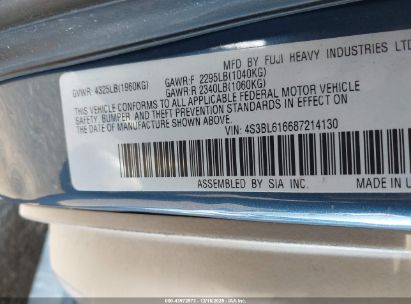 MFD BY FUJI HEAVY INDUSTRIES LTD
GVWR: 4325LB(1960KG) GAWR:F 2295LB(1040KG)
GAWR:R 2340LB(1060KG)
THIS VEHICLE CONFORMS TO ALL APPLICABLE FEDERAL MOTOR VEHICLE
SAFETY, BUMPER, AND THEFT PREVENTION STANDARDS IN EFFECT ON
THE DATE OF MANUFACTURE SHOWN ABOVE.
VIN: 4S3BL616687214130
ASSEMBLED BY SIA INC. MADE IN U